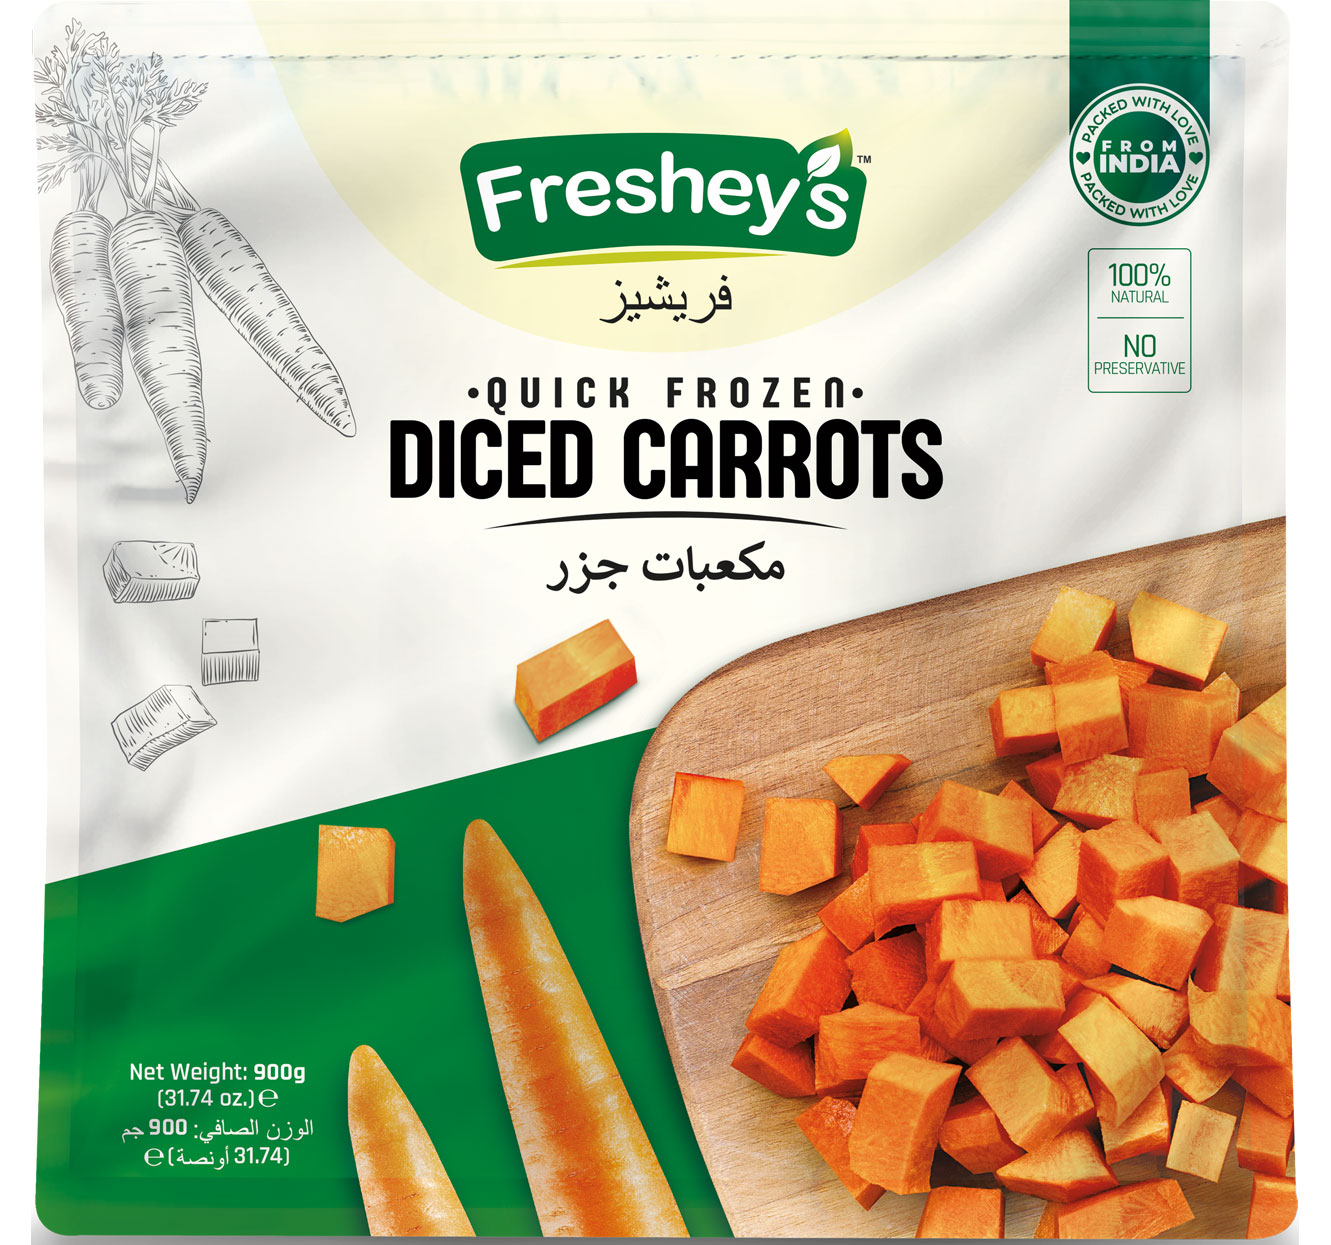 Freshey's™
فريشيز
PACKED WITH LOVE
FROM
INDIA
PACKED WITH LOVE
100%
NATURAL
NO
PRESERVATIVE
•QUICK FROZEN•
DICED CARROTS
مكعبات جزر
Net Weight: 900g
(31.74 oz.) ℮
الوزن الصافي: 900 جم
(31.74 أونصة) ℮